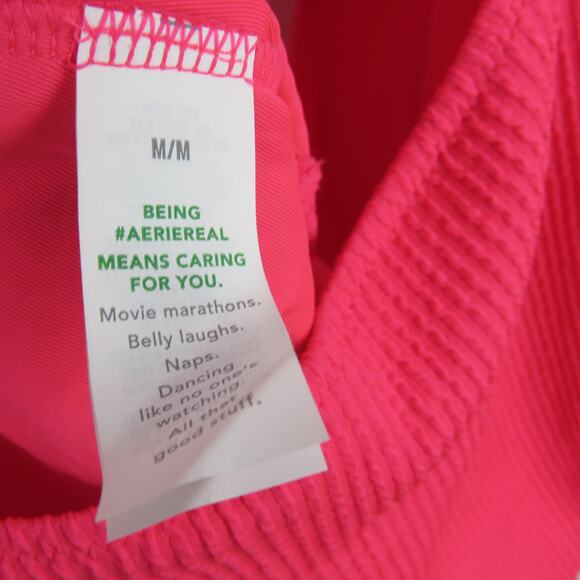 M/M
BEING
#AERIEREAL
MEANS CARING
FOR YOU.
Movie marathons.
Belly laughs.
Naps.
Dancing
like no one's
watching.
All that
good stuff.